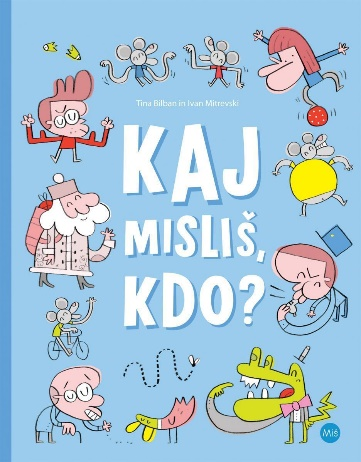 Tina Bilban in Ivan Mitrevski
KAJ
MISLIŠ,
KDO?
Miš